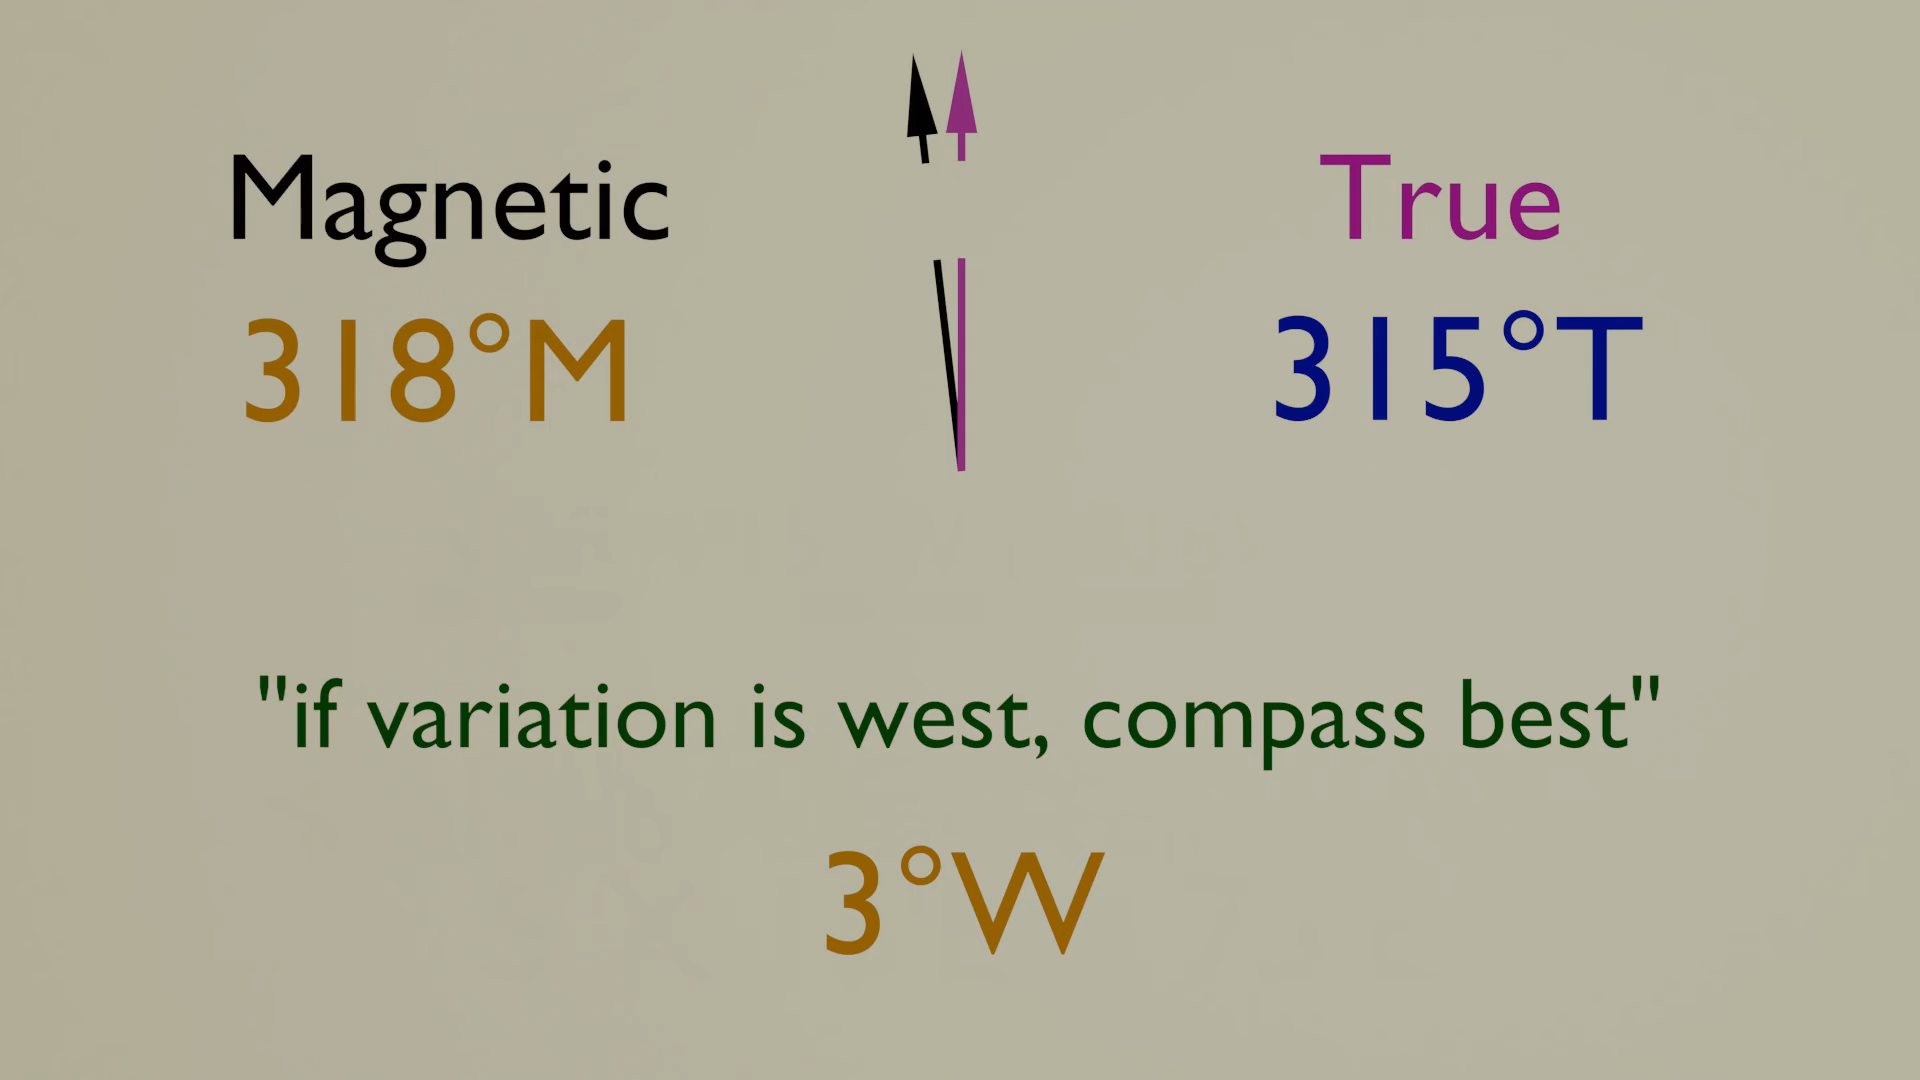 Magnetic
True
318°M
315°T
"if variation is west, compass best"
3°W